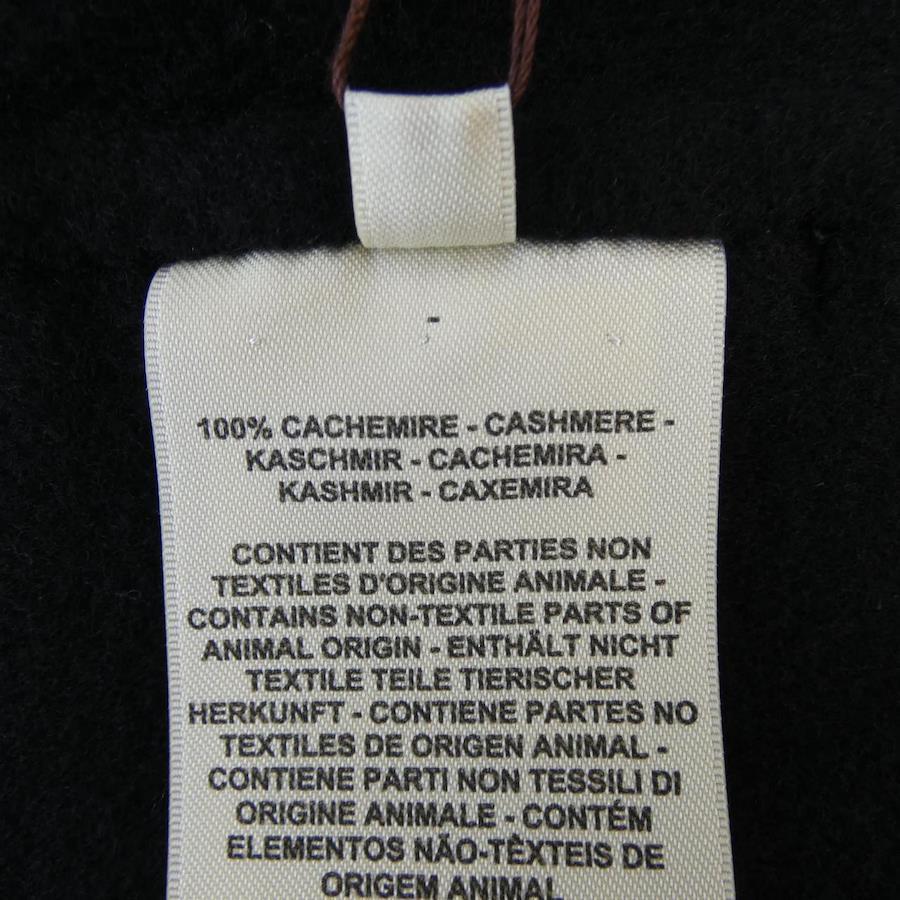 100% CACHEMIRE - CASHMERE -
KASCHMIR - CACHEMIRA -
KASHMIR - CAXEMIRA
CONTIENT DES PARTIES NON
TEXTILES D'ORIGINE ANIMALE -
CONTAINS NON-TEXTILE PARTS OF
ANIMAL ORIGIN - ENTHÄLT NICHT
TEXTILE TEILE TIERISCHER
HERKUNFT - CONTIENE PARTES NO
TEXTILES DE ORIGEN ANIMAL -
CONTIENE PARTI NON TESSILI DI
ORIGINE ANIMALE - CONTÉM
ELEMENTOS NÃO-TÊXTEIS DE
ORIGEM ANIMAL